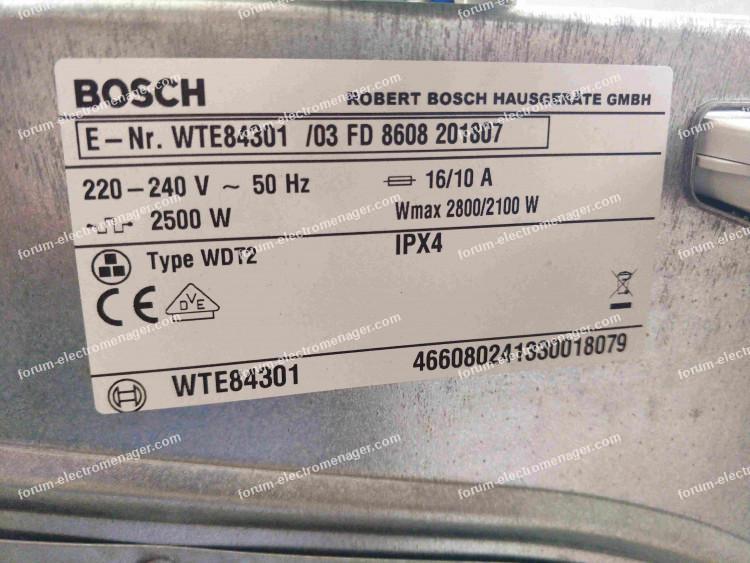 BOSCH
ROBERT BOSCH HAUSGERÄTE GMBH
E-Nr. WTE84301 /03 FD 8608 201807
220-240 V ~ 50 Hz
16/10 A
2500 W
Wmax 2800/2100 W
Type WDT2
IPX4
CE
DVE
WTE84301
466080241330018079
forum-electromenager.com